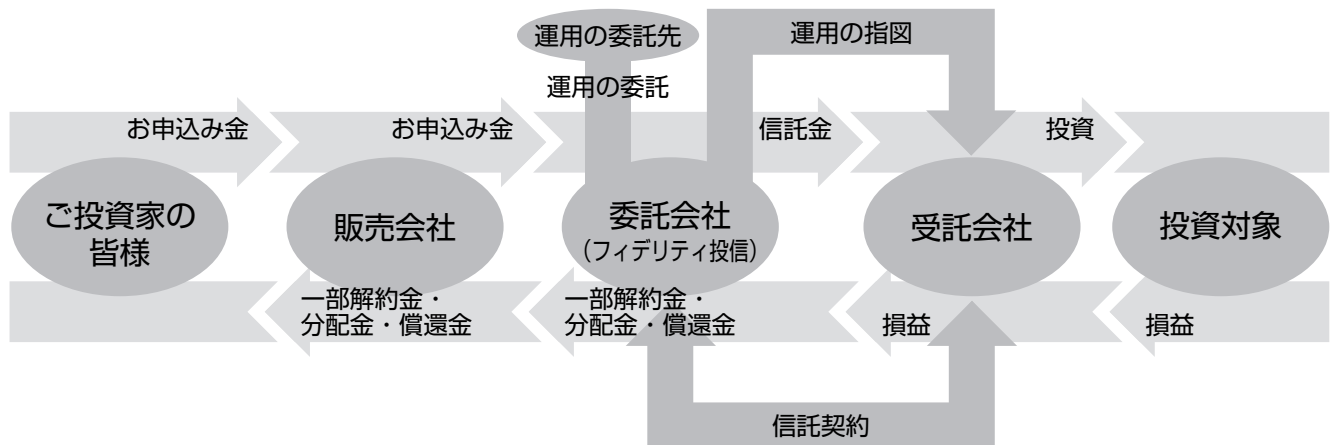 運用の委託先
運用の指図
運用の委託
お申込み金
お申込み金
信託金
投資
ご投資家の
皆様
販売会社
委託会社
（フィデリティ投信）
受託会社
投資対象
一部解約金・
分配金・償還金
一部解約金・
分配金・償還金
損益
損益
信託契約